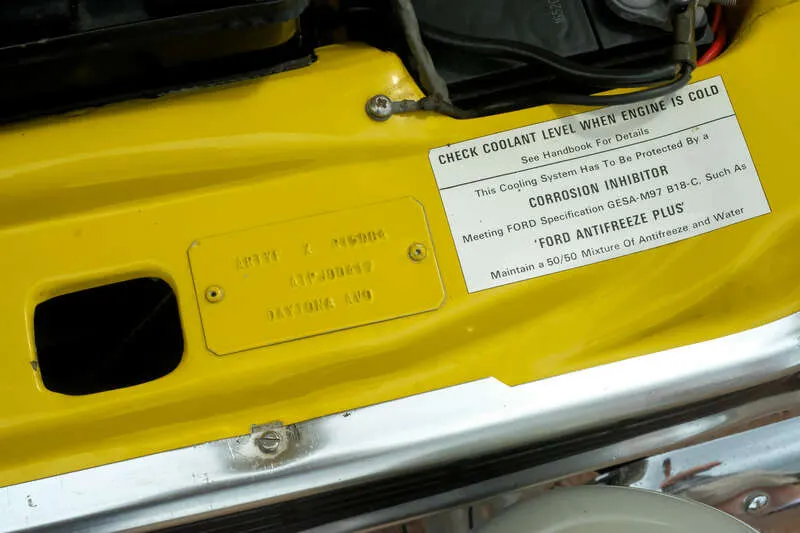 DAYTONA
CHECK COOLANT LEVEL WHEN ENGINE IS COLD
See Handbook For Details
This Cooling System Has To Be Protected By a
CORROSION INHIBITOR
Meeting FORD Specification GESA-M97 B18-C, Such As
'FORD ANTIFREEZE PLUS'
Maintain a 50/50 Mixture Of Antifreeze and Water